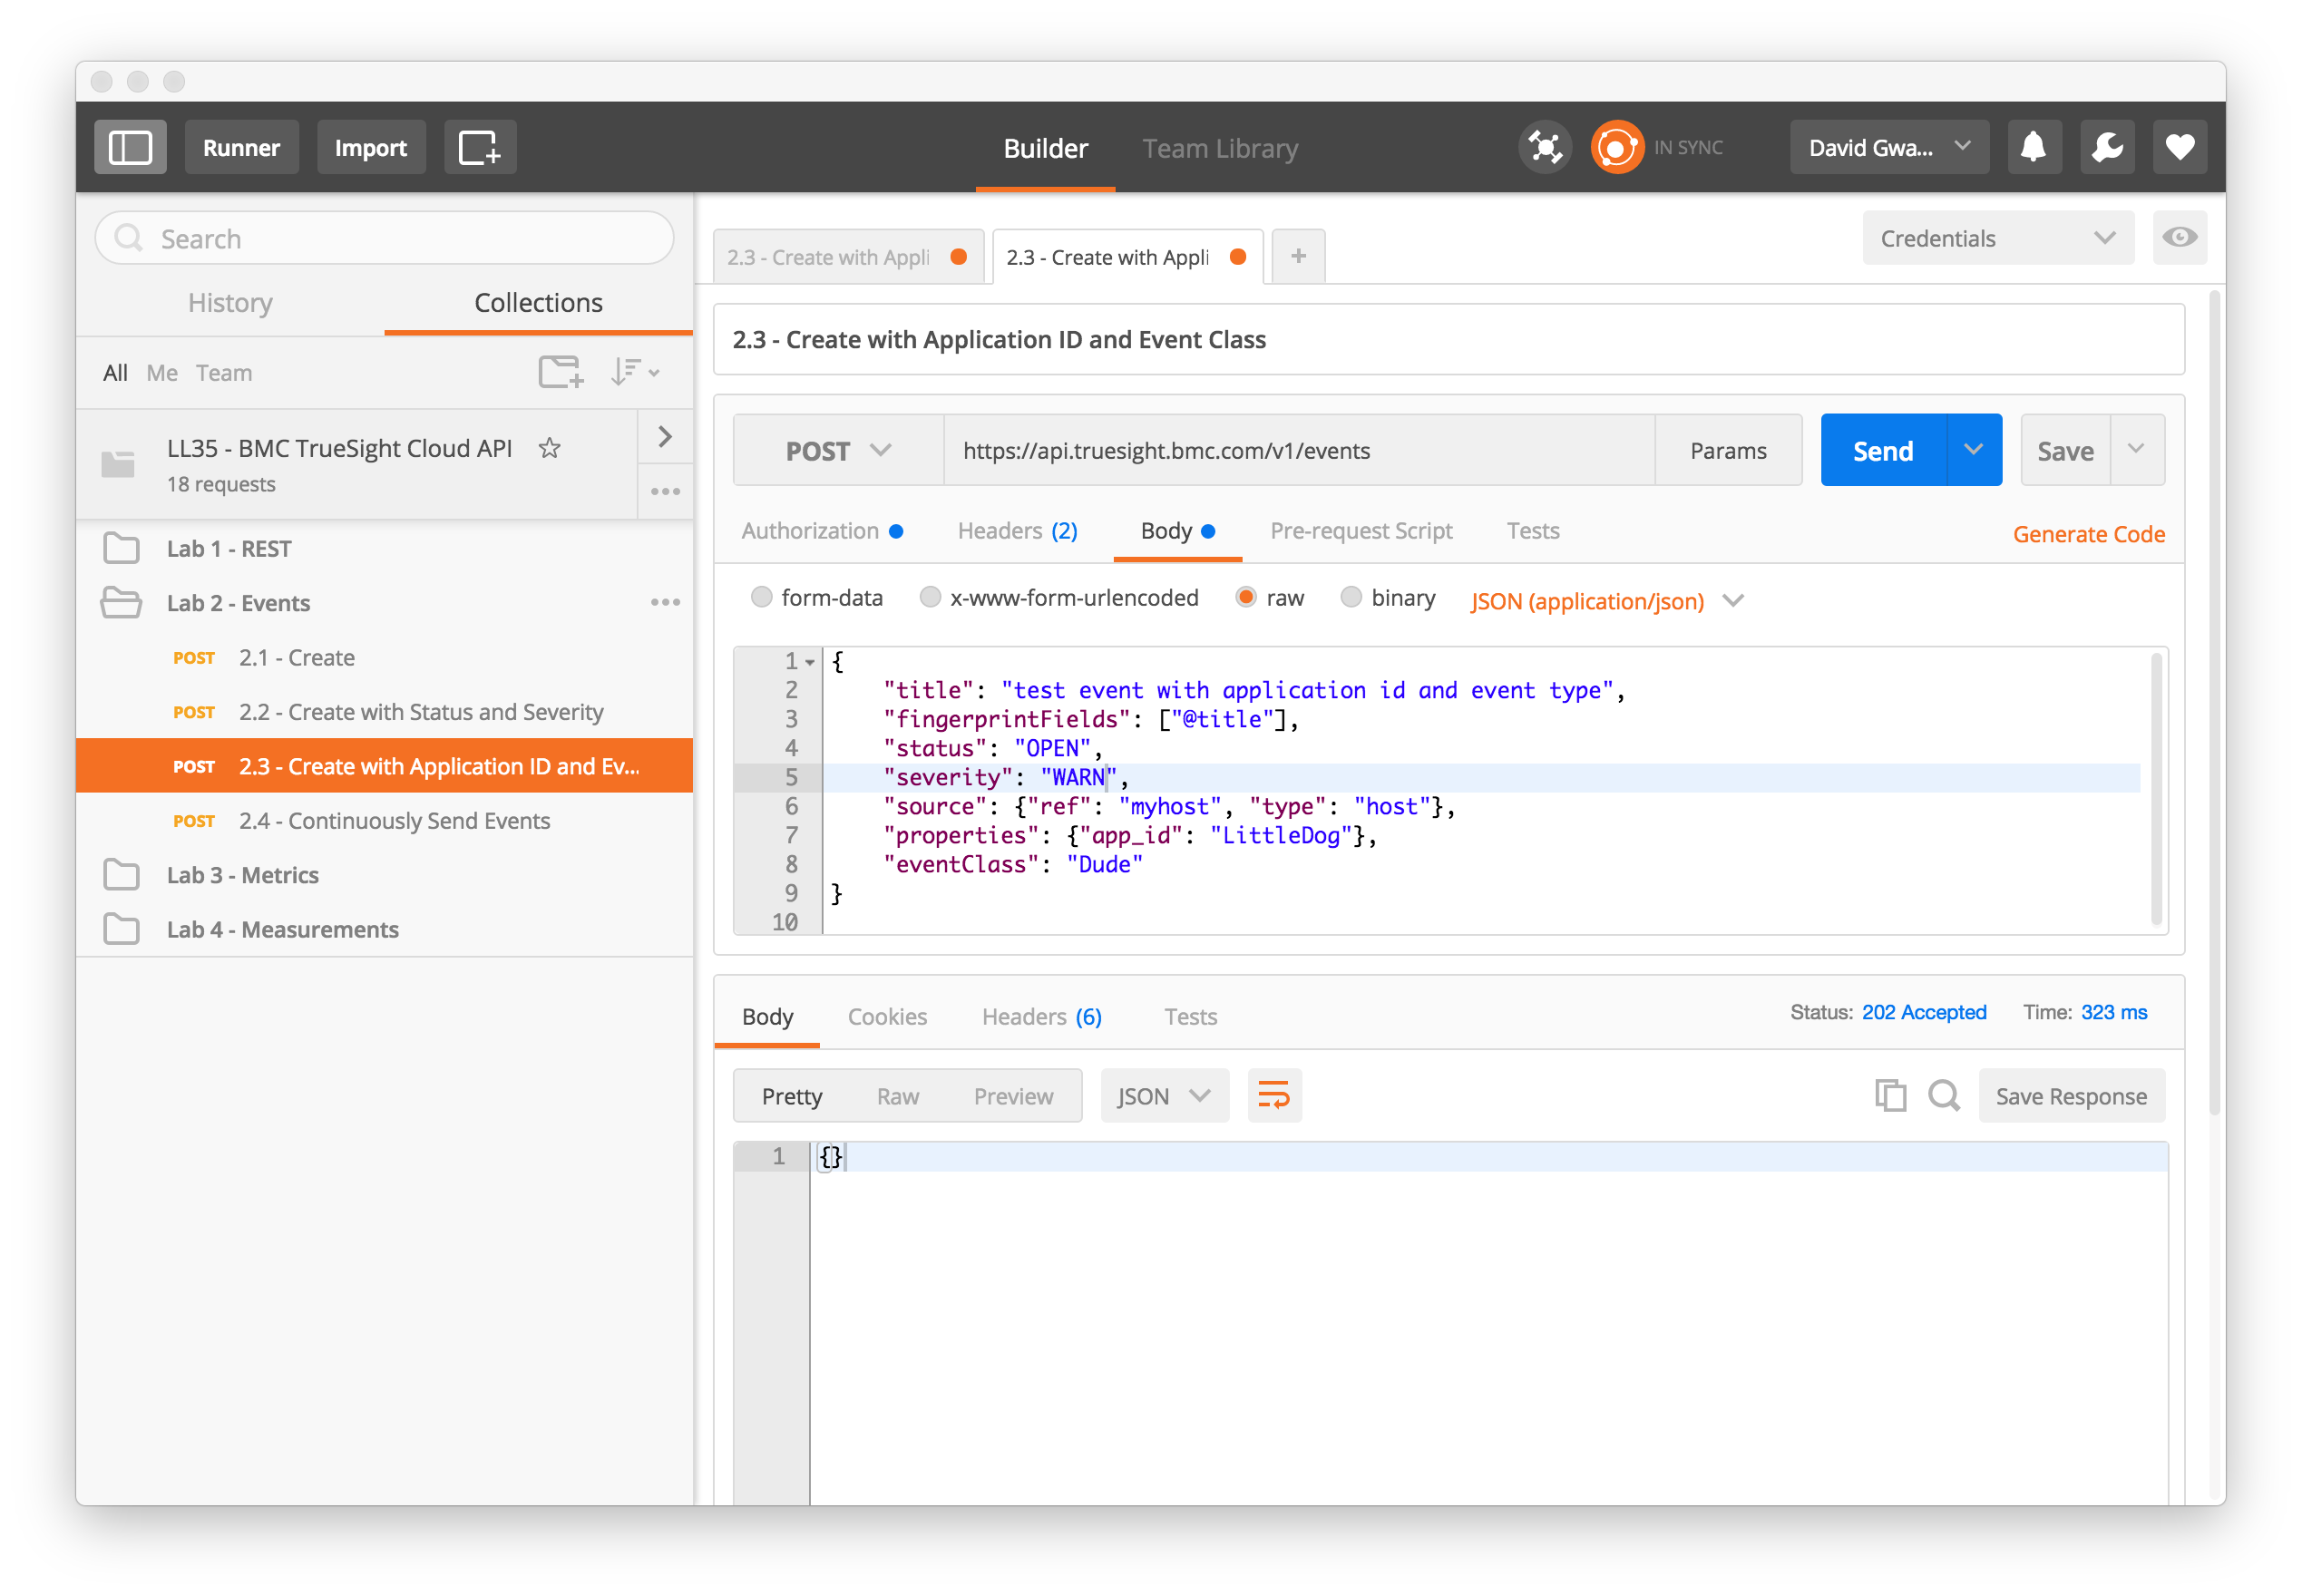 Runner Import Builder Team Library IN SYNC David Gwa...
Search
History Collections
All Me Team
LL35 - BMC TrueSight Cloud API
18 requests
Lab 1 - REST
Lab 2 - Events
POST 2.1 - Create
POST 2.2 - Create with Status and Severity
POST 2.3 - Create with Application ID and Ev...
POST 2.4 - Continuously Send Events
Lab 3 - Metrics
Lab 4 - Measurements
2.3 - Create with Appli 2.3 - Create with Appli + Credentials
2.3 - Create with Application ID and Event Class
POST https://api.truesight.bmc.com/v1/events Params Send Save
Authorization Headers (2) Body Pre-request Script Tests Generate Code
form-data x-www-form-urlencoded raw binary JSON (application/json)
1 {
2 "title": "test event with application id and event type",
3 "fingerprintFields": ["@title"],
4 "status": "OPEN",
5 "severity": "WARN",
6 "source": {"ref": "myhost", "type": "host"},
7 "properties": {"app_id": "LittleDog"},
8 "eventClass": "Dude"
9 }
10
Body Cookies Headers (6) Tests Status: 202 Accepted Time: 323 ms
Pretty Raw Preview JSON Save Response
1 {}